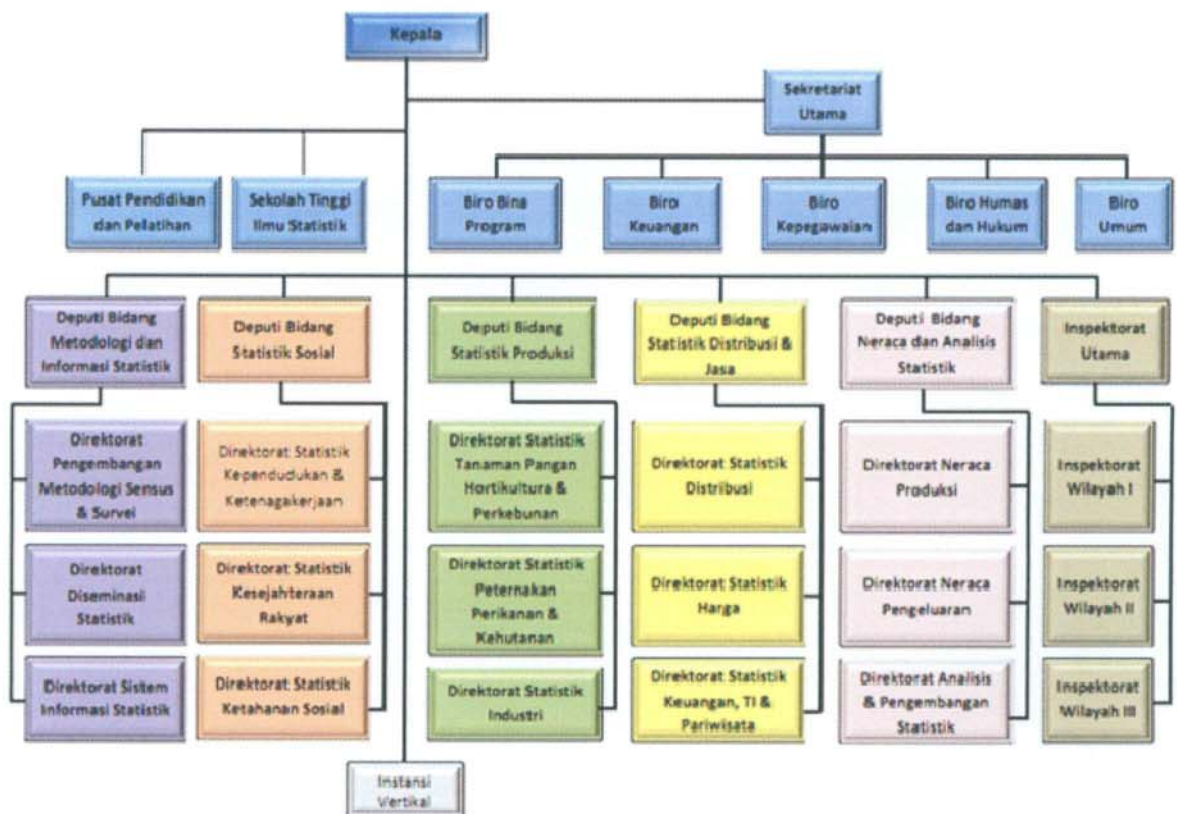 Kepala
Sekretariat
Utama
Pusat Pendidikan
dan Pelatihan
Sekolah Tinggi
Ilmu Statistik
Biro Bina
Program
Biro
Keuangan
Biro
Kepegawaian
Biro Humas
dan Hukum
Biro
Umum
Deputi Bidang
Metodologi dan
Informasi Statistik
Deputi Bidang
Statistik Sosial
Deputi Bidang
Statistik Produksi
Deputi Bidang
Statistik Distribusi &
Jasa
Deputi Bidang
Neraca dan Analisis
Statistik
Inspektorat
Utama
Direktorat
Pengembangan
Metodologi Sensus
& Survei
Direktorat Statistik
Kependudukan &
Ketenagakerjaan
Direktorat Statistik
Tanaman Pangan
Hortikultura &
Perkebunan
Direktorat Statistik
Distribusi
Direktorat Neraca
Produksi
Inspektorat
Wilayah I
Direktorat
Diseminasi
Statistik
Direktorat Statistik
Kesejahteraan
Rakyat
Direktorat Statistik
Peternakan
Perikanan &
Kehutanan
Direktorat Statistik
Harga
Direktorat Neraca
Pengeluaran
Inspektorat
Wilayah II
Direktorat Sistem
Informasi Statistik
Direktorat Statistik
Ketahanan Sosial
Direktorat Statistik
Industri
Direktorat Statistik
Keuangan, TI &
Pariwisata
Direktorat Analisis
& Pengembangan
Statistik
Inspektorat
Wilayah III
Instansi
Vertikal